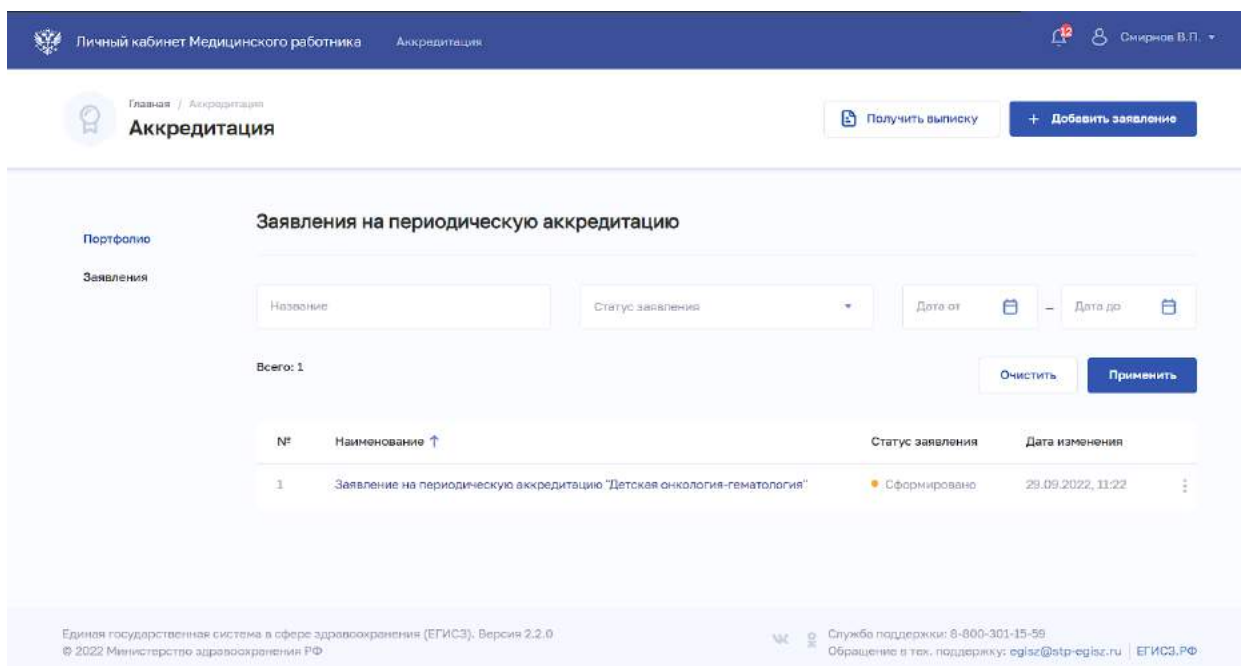 Личный кабинет Медицинского работника Аккредитация 12 Смирнов В.П.
Главная / Аккредитация
Аккредитация
Получить выписку
+ Добавить заявление
Портфолио
Заявления
Заявления на периодическую аккредитацию
Название Статус заявления Дата от – Дата до
Всего: 1
Очистить Применить
№ Наименование ↑ Статус заявления Дата изменения
1 Заявление на периодическую аккредитацию "Детская онкология-гематология" Сформировано 29.09.2022, 11:22
Единая государственная система в сфере здравоохранения (ЕГИСЗ). Версия 2.2.0
© 2022 Министерство здравоохранения РФ
Служба поддержки: 8-800-301-15-59
Обращение в тех. поддержку: egisz@stp-egisz.ru | ЕГИСЗ.РФ